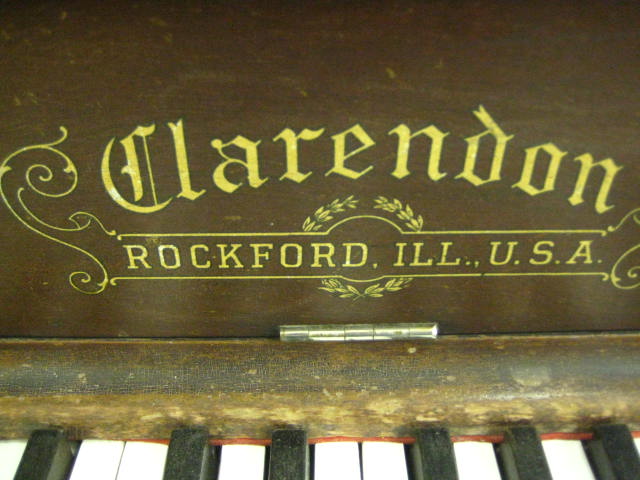 Clarendon
ROCKFORD, ILL., U.S.A.